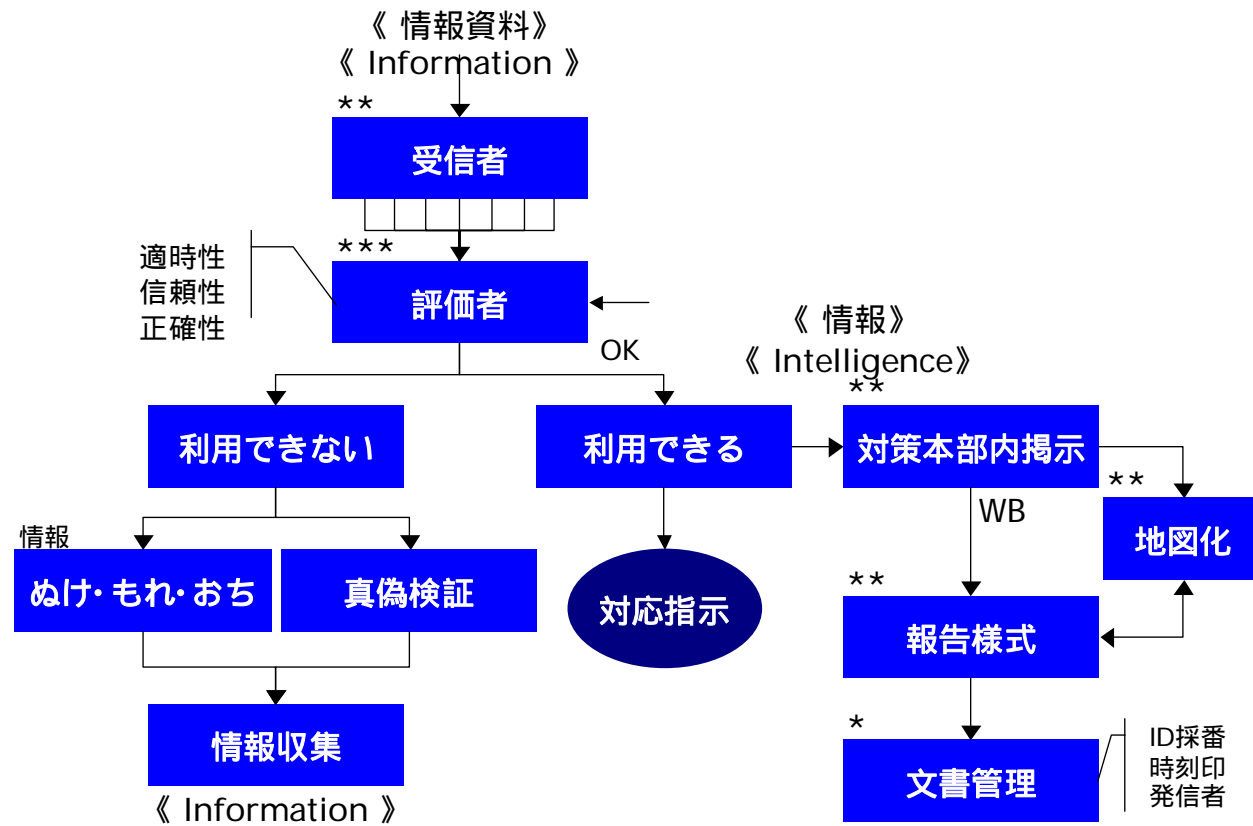 《 情報資料》
《 Information 》
**
受信者
***
適時性
信頼性
正確性
評価者
OK
《 情報》
《 Intelligence》
**
利用できない
利用できる
対策本部内掲示
WB
**
地図化
情報
ぬけ・もれ・おち
真偽検証
対応指示
**
報告様式
情報収集
《 Information 》
*
文書管理
ID採番
時刻印
発信者